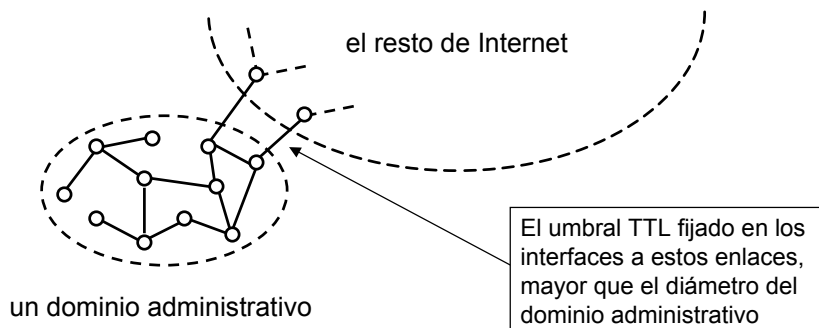 el resto de Internet
El umbral TTL fijado en los
interfaces a estos enlaces,
mayor que el diámetro del
dominio administrativo
un dominio administrativo